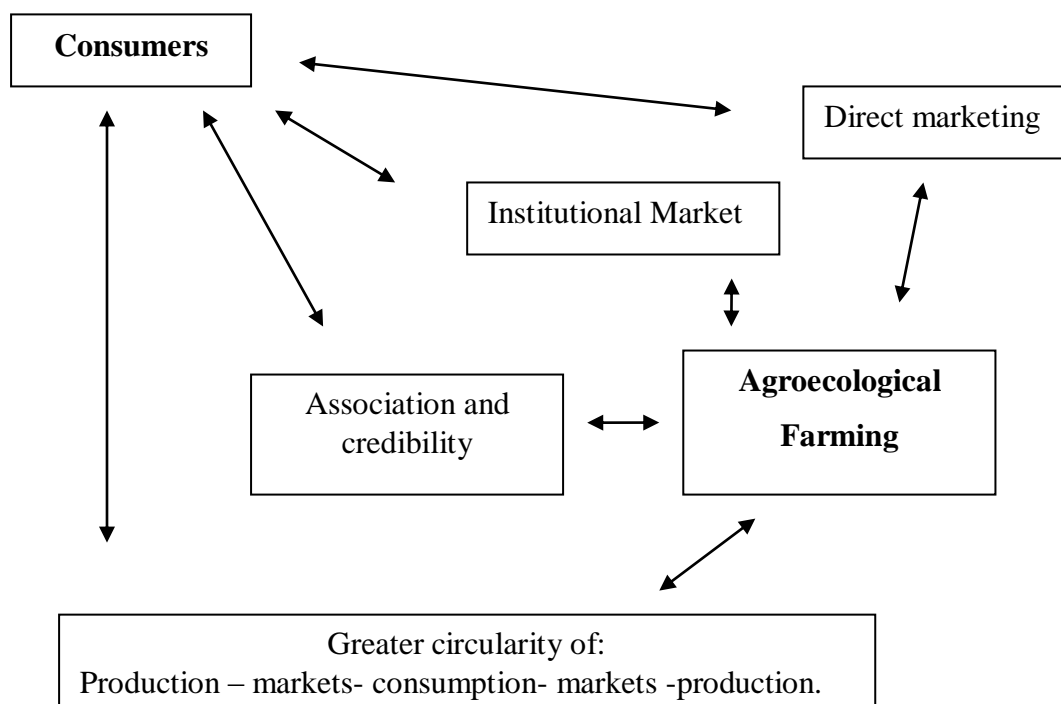 Consumers
Direct marketing
Institutional Market
Association and
credibility
Agroecological
Farming
Greater circularity of:
Production – markets- consumption- markets -production.